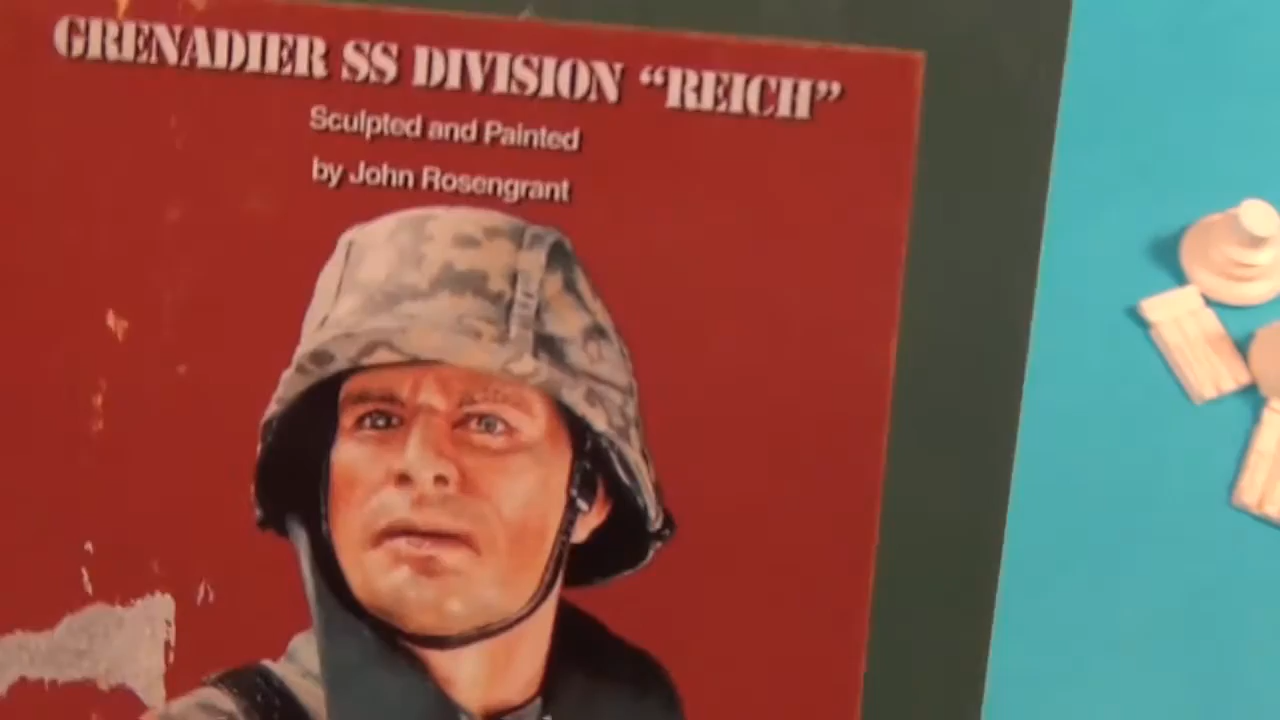 GRENADIER SS DIVISION “REICH”
Sculpted and Painted
by John Rosengrant